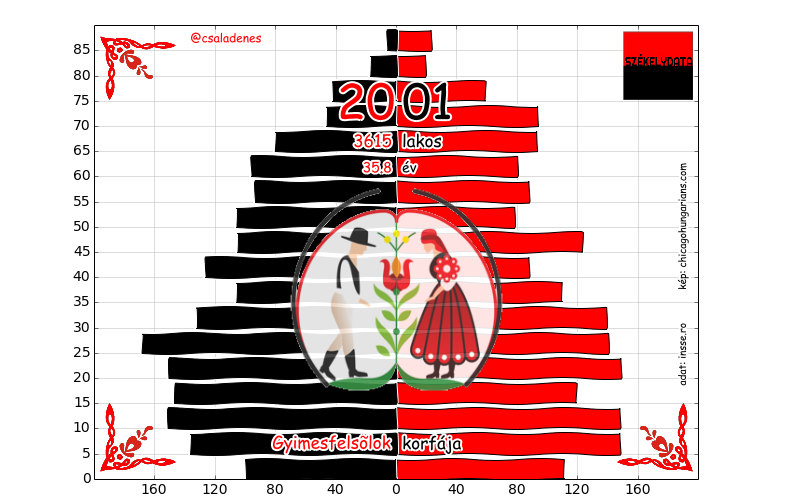 @csaladenes
SZÉKELYDATA
2001
3615 lakos
35.8 év
kép: chicagohungarians.com
adat: insse.ro
Gyimesfelsőlok korfája
85
80
75
70
65
60
55
50
45
40
35
30
25
20
15
10
5
0
160 120 80 40 0 40 80 120 160